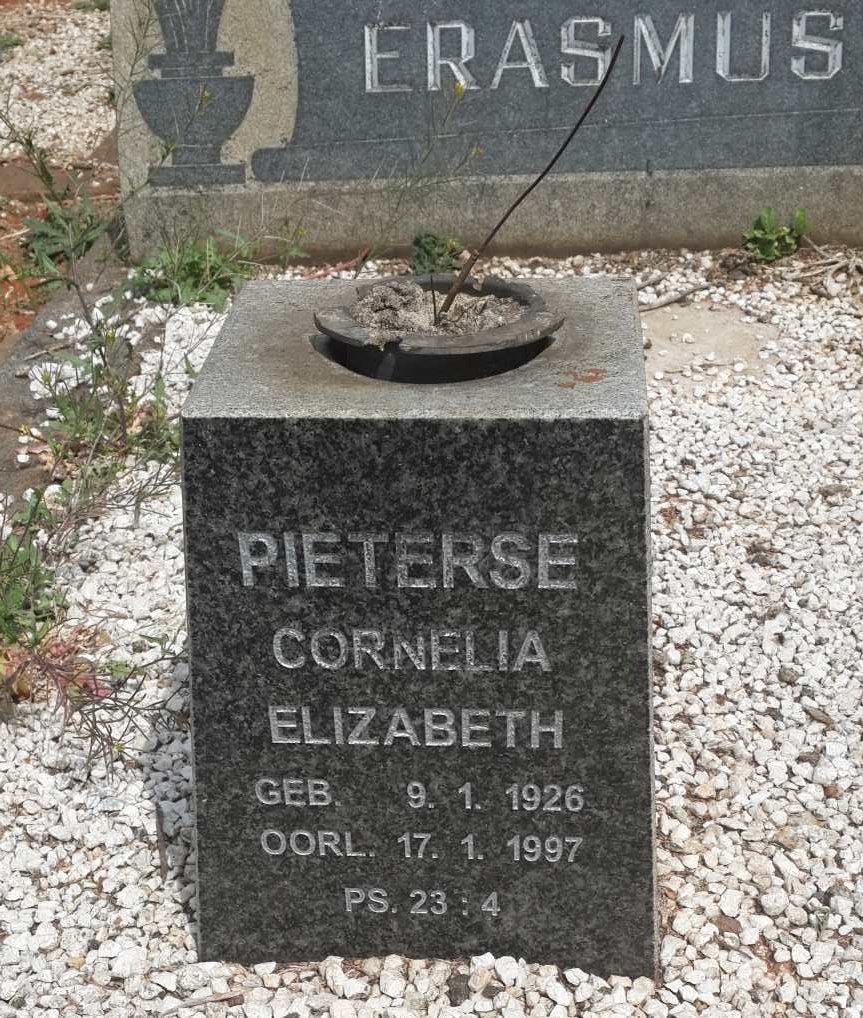 ERASMUS
PIETERSE
CORNELIA
ELIZABETH
GEB. 9. 1. 1926
OORL. 17. 1. 1997
PS. 23 : 4